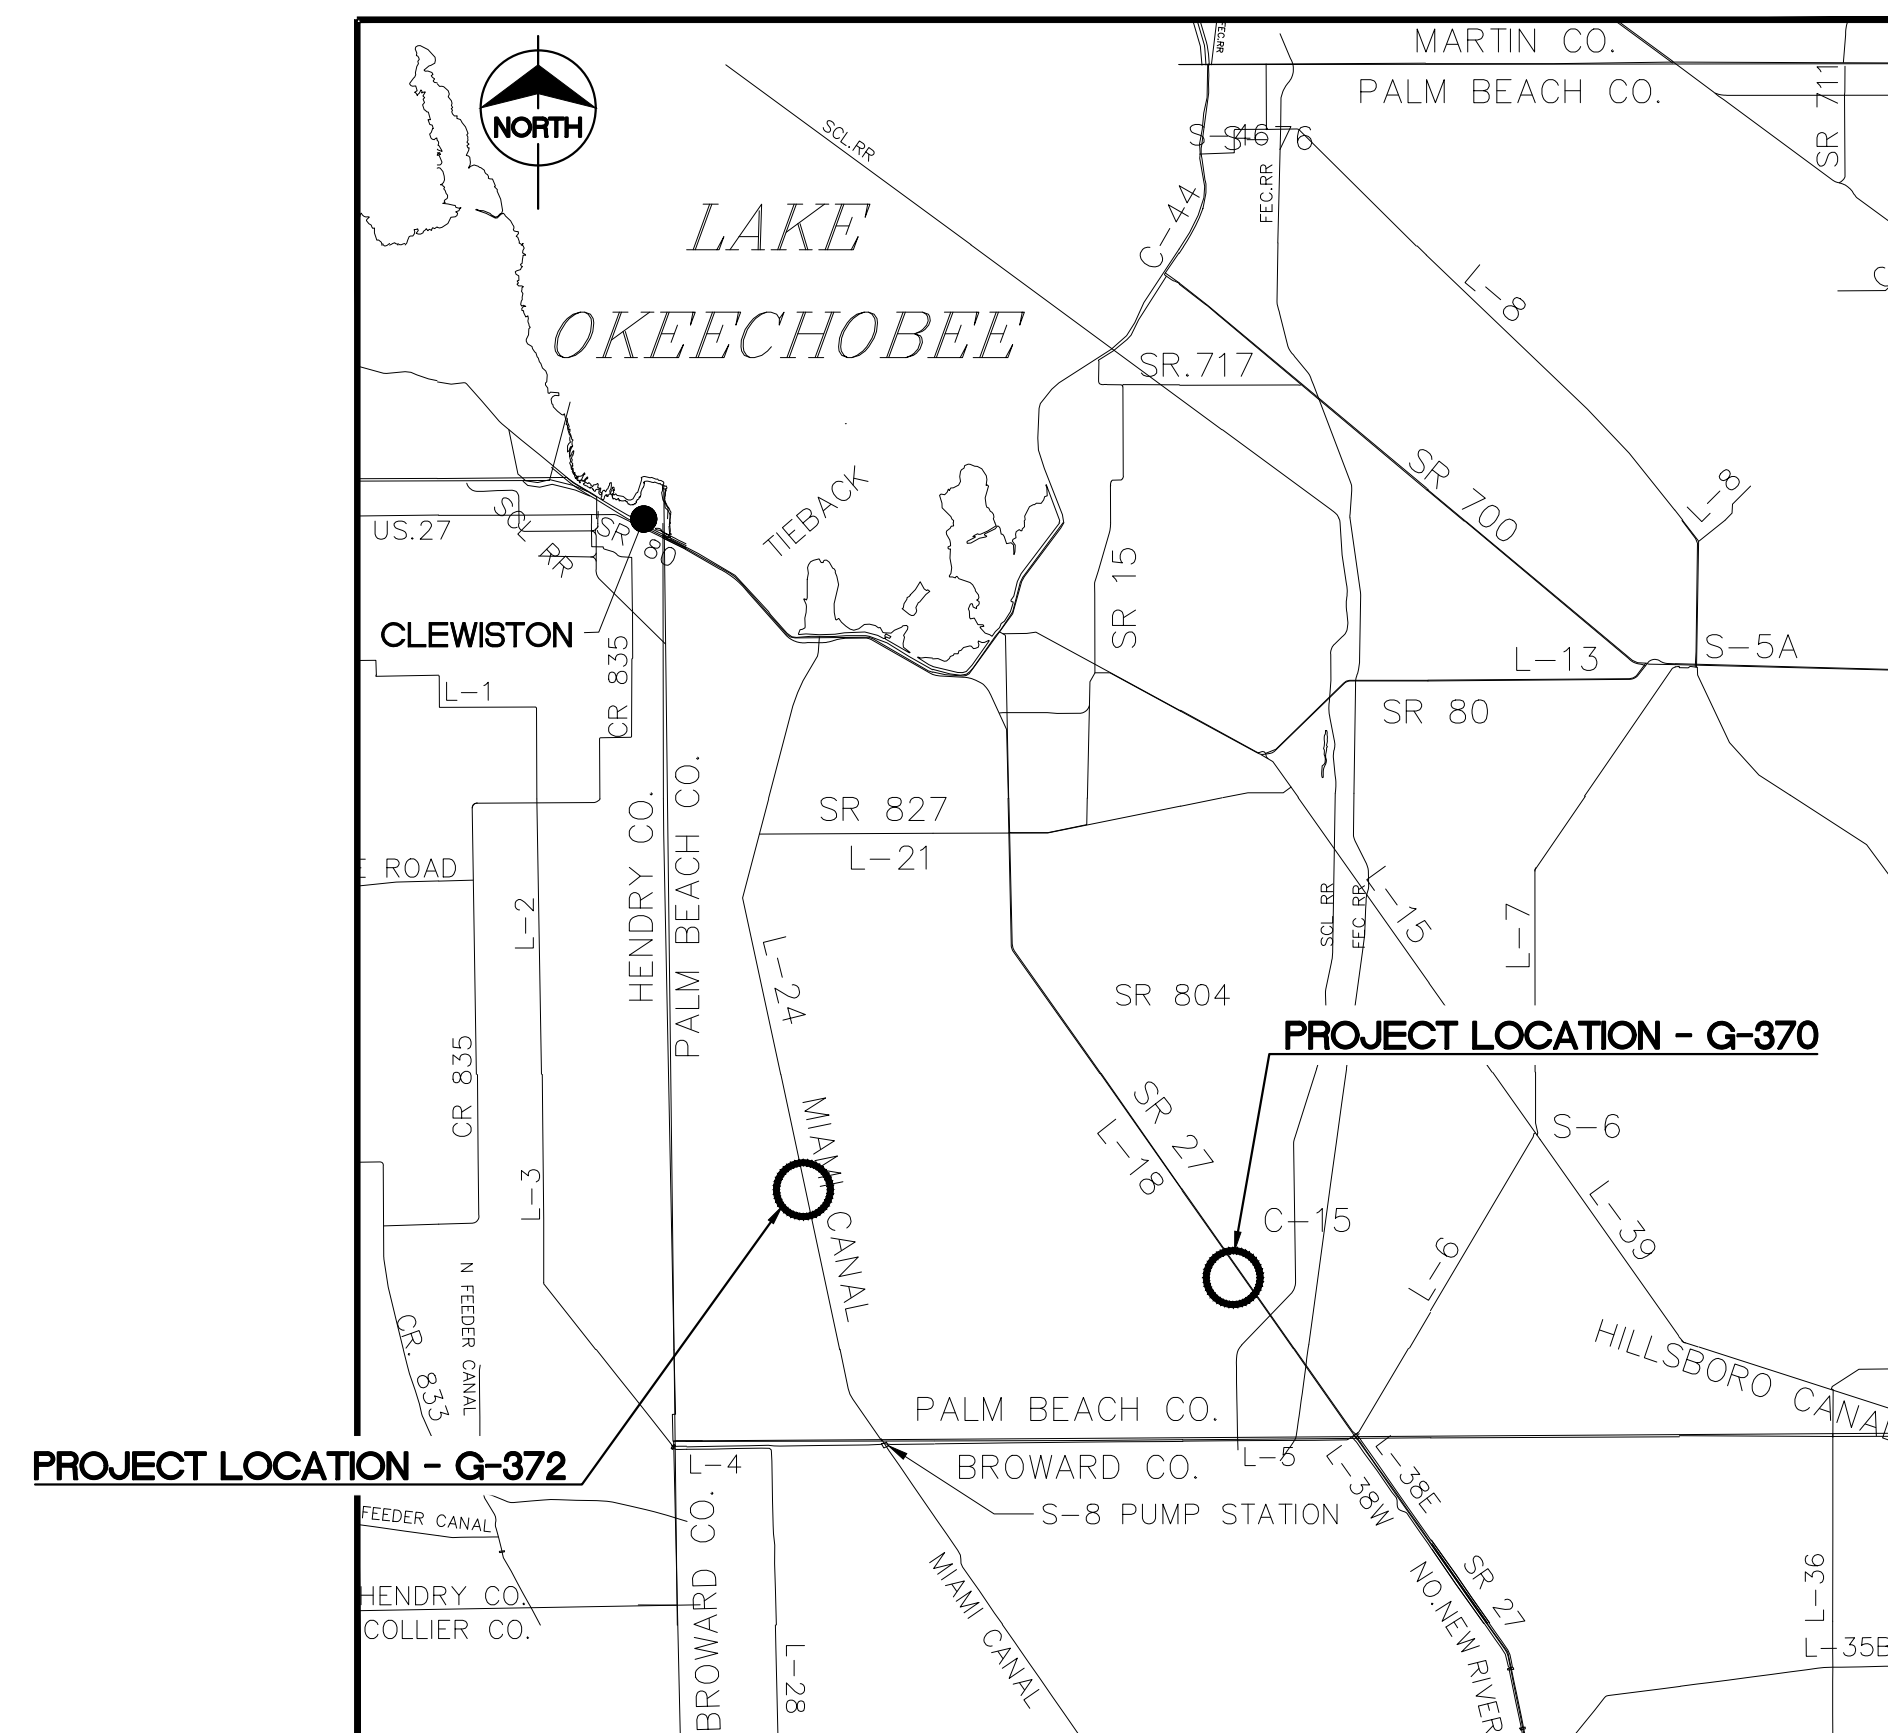 FEC.RR
MARTIN CO.
PALM BEACH CO.
SR 711
NORTH
SCL.RR
S-
76
FEC.RR
LAKE
OKEECHOBEE
C-44
L-8
SR.717
TIEBACK
SR 700
L-8
US.27
SCL RR
SR 80
SR 15
CLEWISTON
CR 835
L-1
L-13
S-5A
SR 80
HENDRY CO.
PALM BEACH CO.
SR 827
L-21
E ROAD
L-2
L-24
SCL RR
FEC RR
L-15
L-7
SR 804
PROJECT LOCATION - G-370
CR 835
L-3
MIAMI CANAL
SR 27
L-18
S-6
C-15
L-39
L-6
N FEEDER CANAL
CR. 833
HILLSBORO CANAL
PALM BEACH CO.
BROWARD CO.
PROJECT LOCATION - G-372
L-4
L-5
L-38E
L-38W
S-8 PUMP STATION
FEEDER CANAL
BROWARD CO.
MIAMI CANAL
SR 27
NO.NEW RIVER
L-36
HENDRY CO.
COLLIER CO.
L-28
L-35B